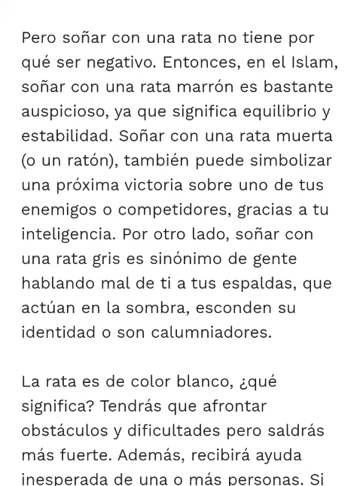 Pero soñar con una rata no tiene por
qué ser negativo. Entonces, en el Islam,
soñar con una rata marrón es bastante
auspicioso, ya que significa equilibrio y
estabilidad. Soñar con una rata muerta
(o un ratón), también puede simbolizar
una próxima victoria sobre uno de tus
enemigos o competidores, gracias a tu
inteligencia. Por otro lado, soñar con
una rata gris es sinónimo de gente
hablando mal de ti a tus espaldas, que
actúan en la sombra, esconden su
identidad o son calumniadores.

La rata es de color blanco, ¿qué
significa? Tendrás que afrontar
obstáculos y dificultades pero saldrás
más fuerte. Además, recibirá ayuda
inesperada de una o más personas. Si